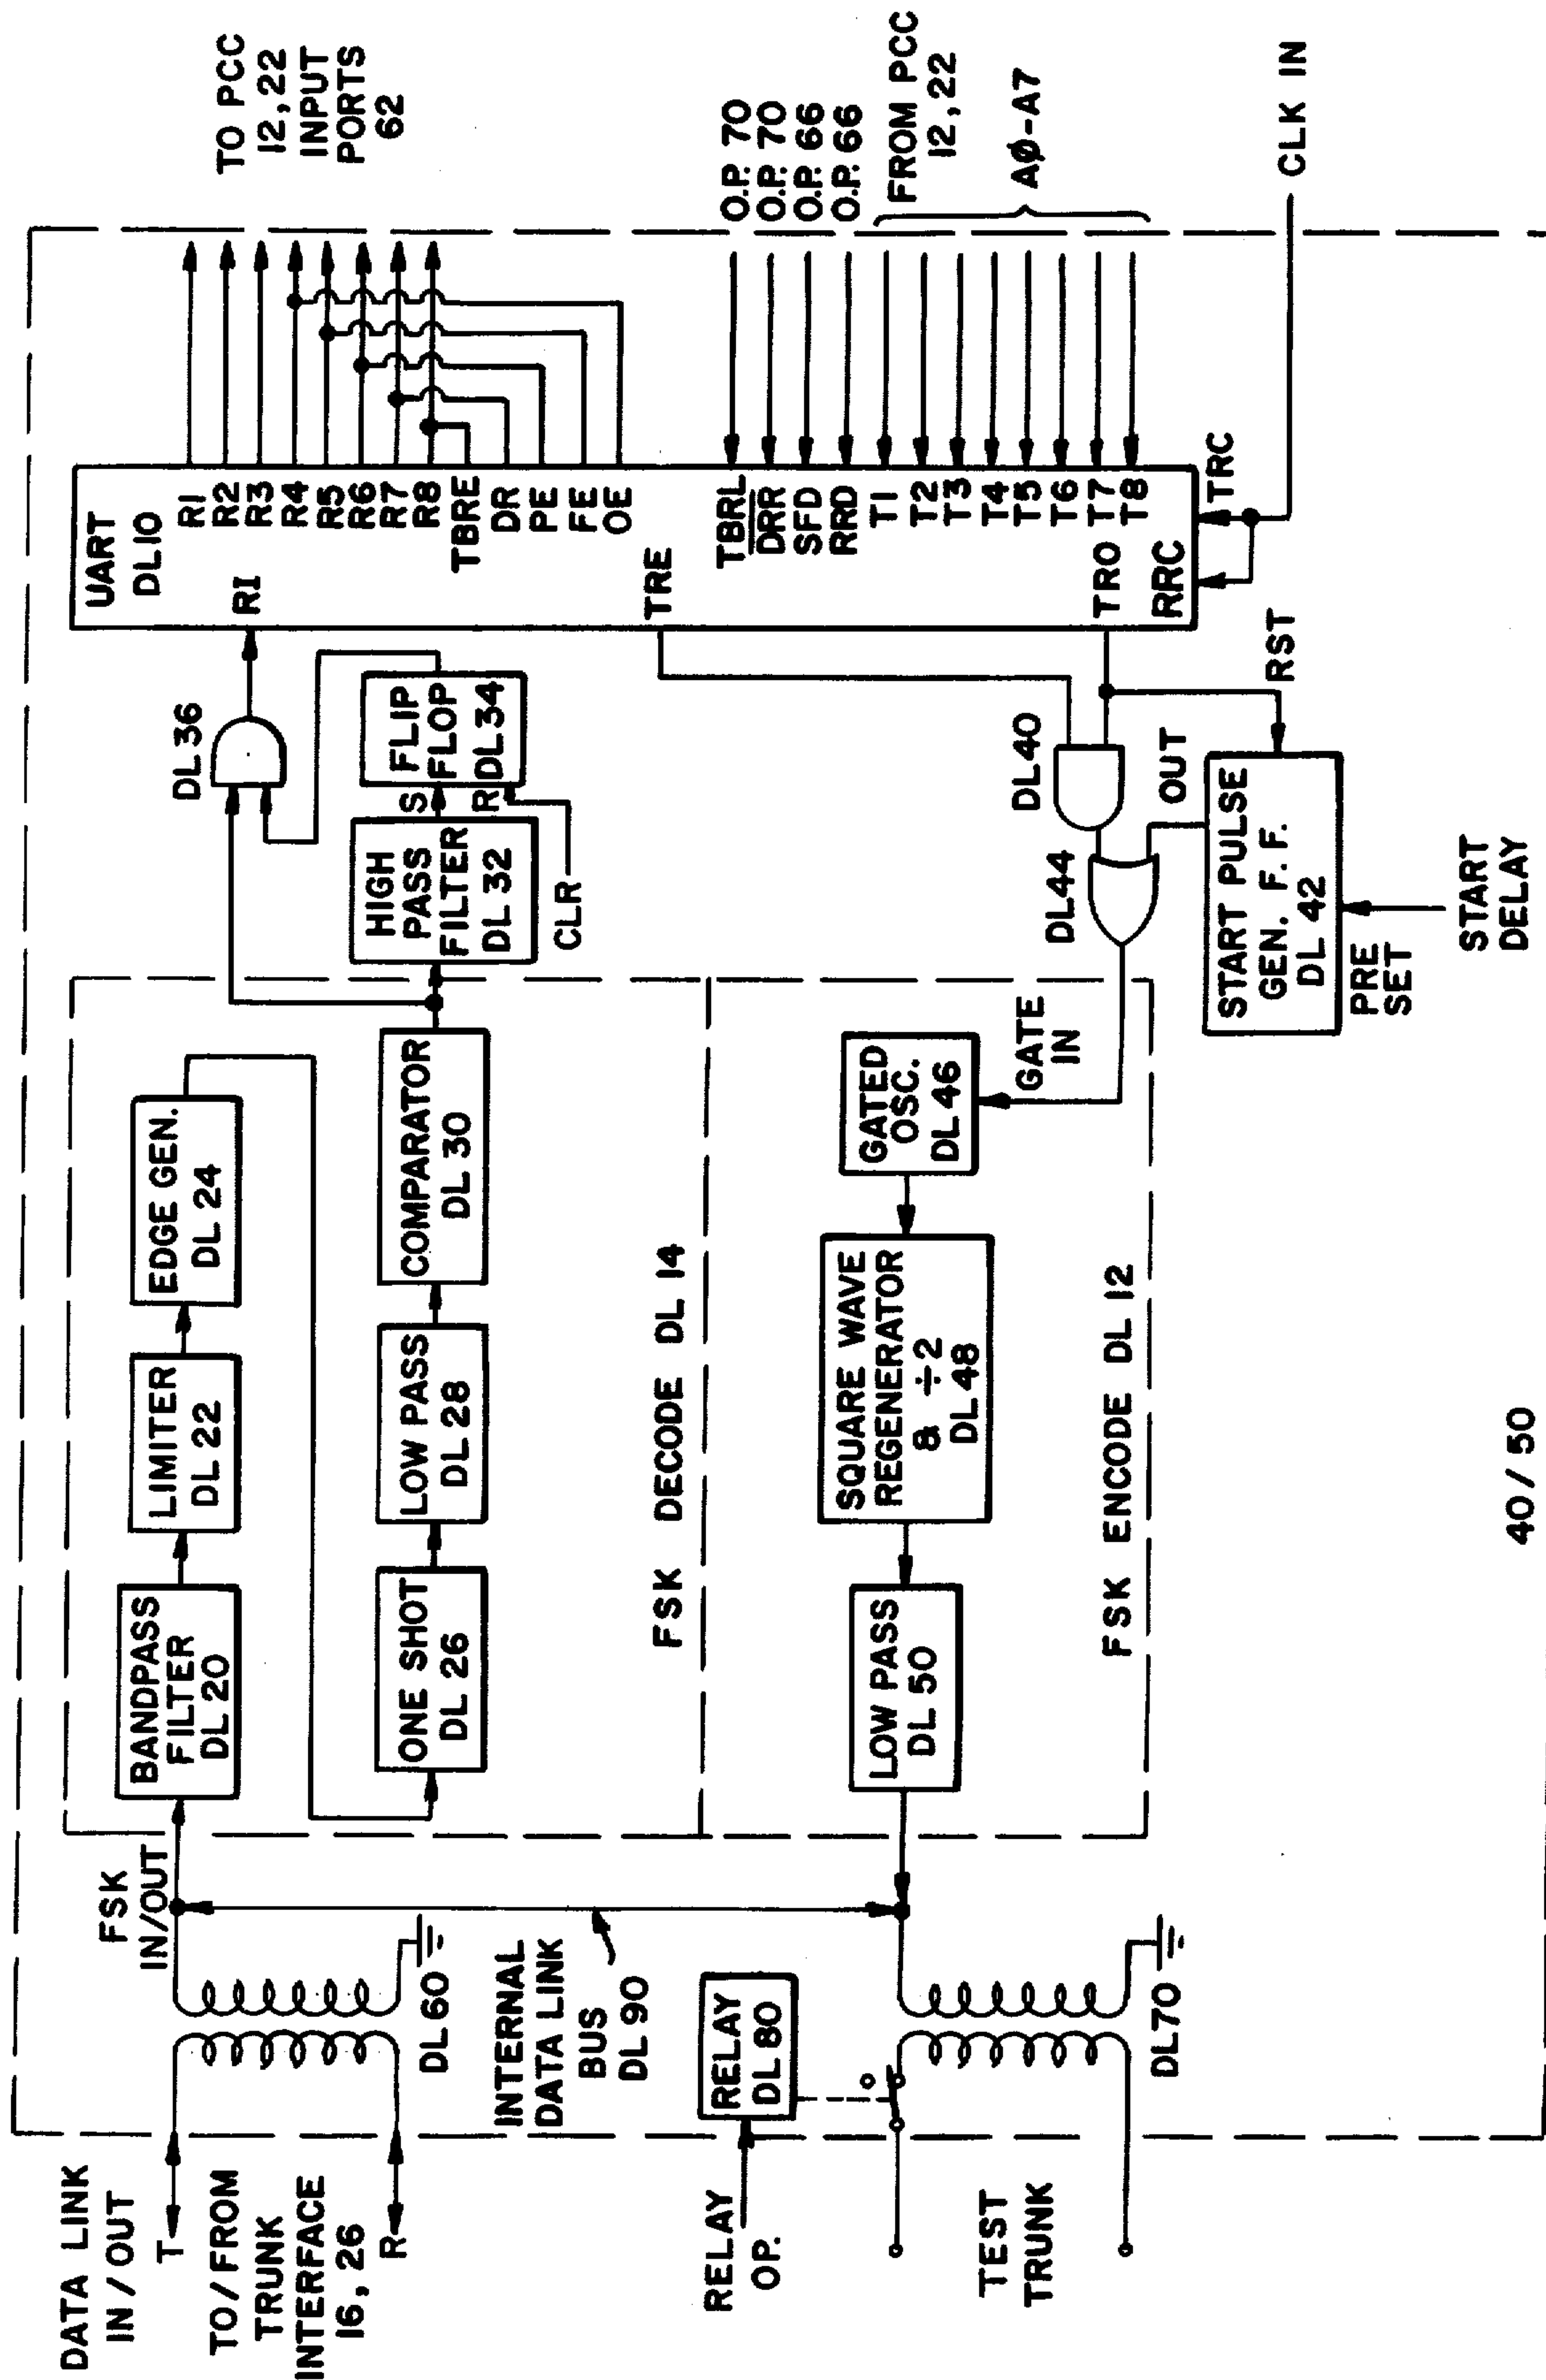 DATA LINK
IN / OUT
T
TO/FROM
TRUNK
INTERFACE
16, 26
R
RELAY
OP.
TEST
TRUNK
FSK
IN/OUT
DL60
INTERNAL
DATA LINK
BUS
DL 90
RELAY
DL 80
DL70
BANDPASS
FILTER
DL 20
LIMITER
DL 22
EDGE GEN.
DL 24
ONE SHOT
DL 26
LOW PASS
DL 28
COMPARATOR
DL 30
FSK DECODE DL 14
LOW PASS
DL 50
SQUARE WAVE
REGENERATOR
& ÷2
DL 48
GATED
OSC.
DL 46
GATE
IN
FSK ENCODE DL 12
HIGH
PASS
FILTER
DL 32
S
R
CLR
FLIP
FLOP
DL34
DL 36
DL44
DL40
OUT
START PULSE
GEN. F. F.
DL 42
PRE
SET
START
DELAY
RST
UART
DL10
RI
TRE
TRO
RRC
TRC
R1
R2
R3
R4
R5
R6
R7
R8
TBRE
DR
PE
FE
OE
TBRL
DRR
SFD
RRD
T1
T2
T3
T4
T5
T6
T7
T8
TO PCC
12,22
INPUT
PORTS
62
O.P. 70
O.P. 70
O.P. 66
O.P. 66
FROM PCC
12,22
AØ-A7
CLK IN
40/50